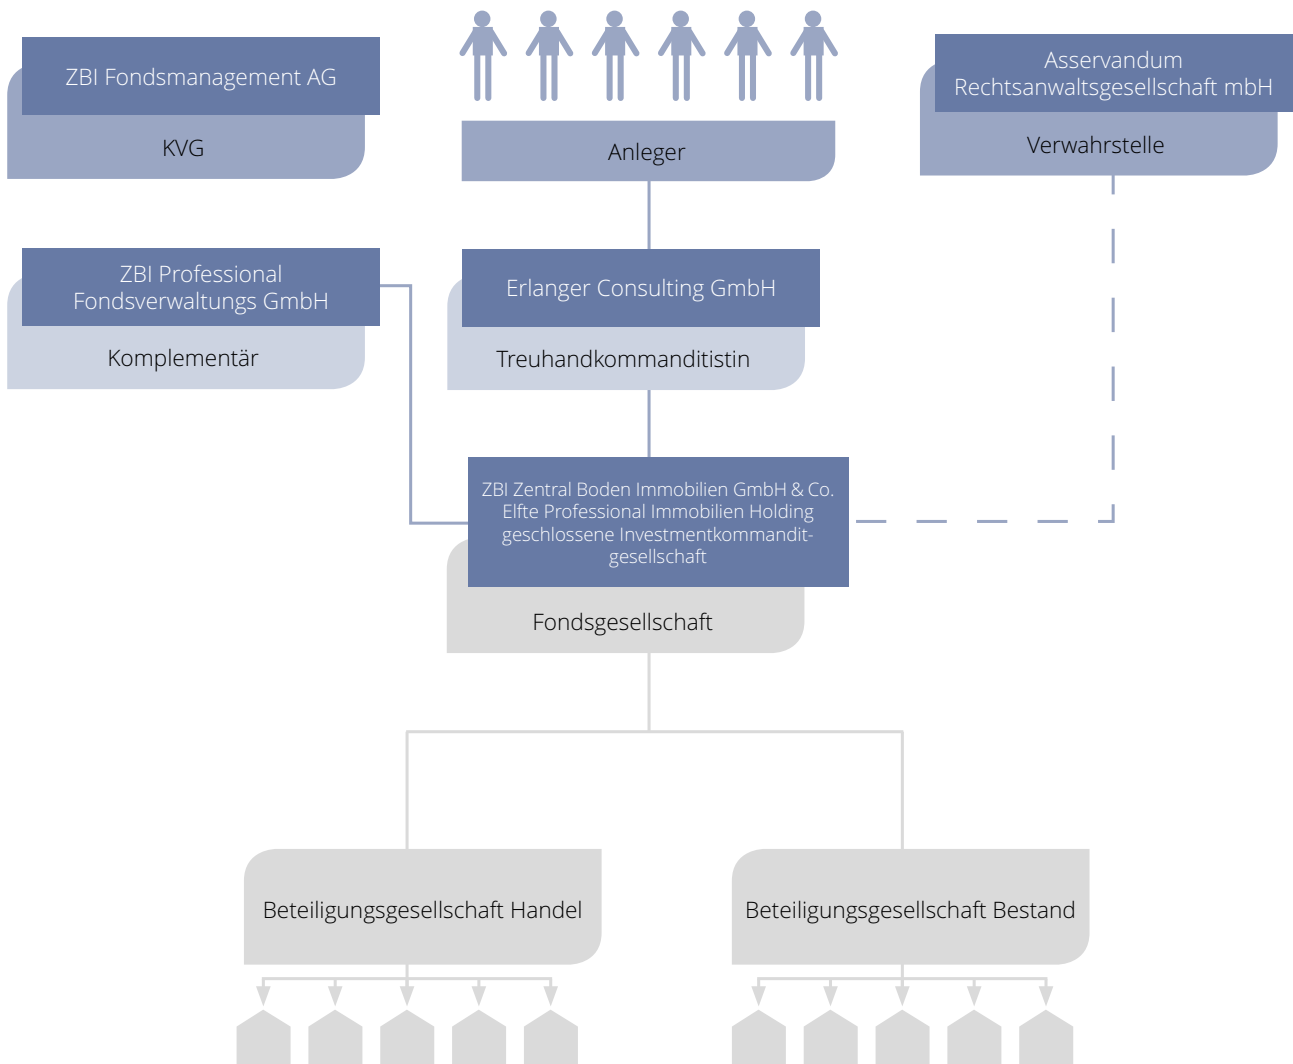 ZBI Fondsmanagement AG
KVG
Anleger
Asservandum
Rechtsanwaltsgesellschaft mbH
Verwahrstelle
ZBI Professional
Fondsverwaltungs GmbH
Komplementär
Erlanger Consulting GmbH
Treuhandkommanditistin
ZBI Zentral Boden Immobilien GmbH & Co.
Elfte Professional Immobilien Holding
geschlossene Investmentkommandit-
gesellschaft
Fondsgesellschaft
Beteiligungsgesellschaft Handel
Beteiligungsgesellschaft Bestand